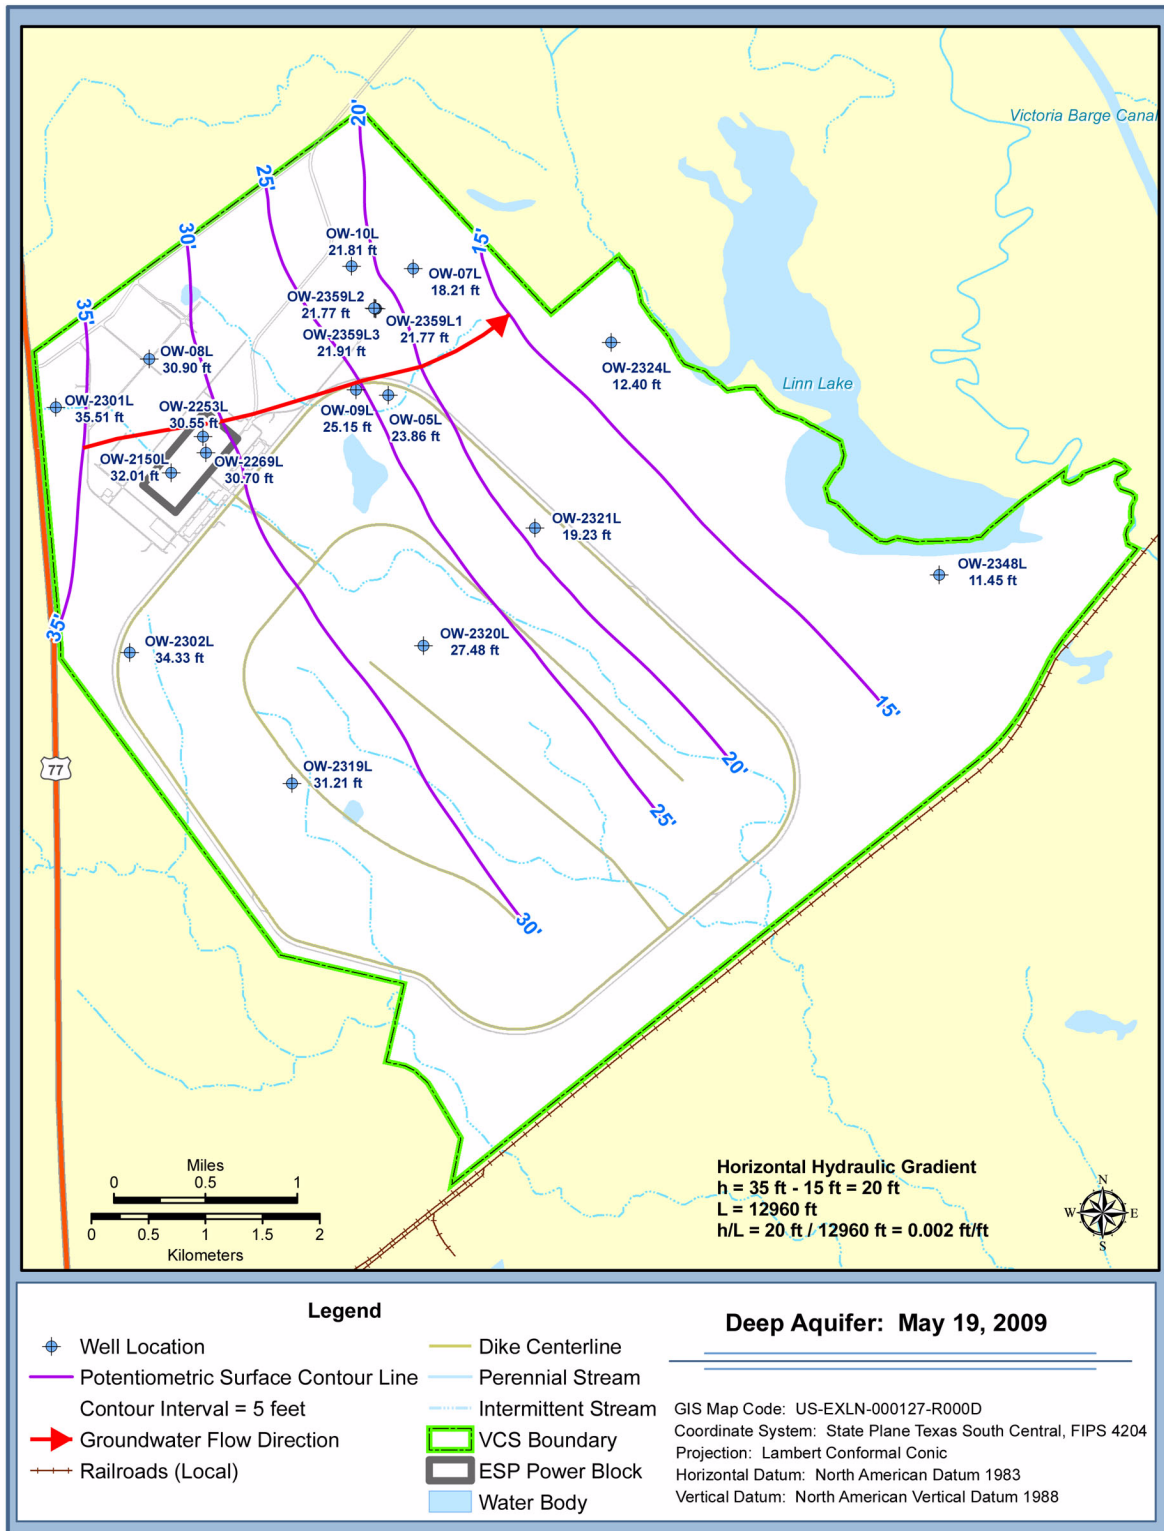 Victoria Barge Canal
20'
25'
30'
15'
35'
OW-10L
21.81 ft
OW-07L
18.21 ft
OW-2359L2
21.77 ft
OW-2359L1
21.77 ft
OW-2359L3
21.91 ft
OW-08L
30.90 ft
OW-2324L
12.40 ft
Linn Lake
OW-2301L
35.51 ft
OW-2253L
30.55 ft
OW-09L
25.15 ft
OW-05L
23.86 ft
OW-2150L
32.01 ft
OW-2269L
30.70 ft
OW-2321L
19.23 ft
OW-2348L
11.45 ft
35'
OW-2302L
34.33 ft
OW-2320L
27.48 ft
15'
77
OW-2319L
31.21 ft
20'
25'
30'
Miles
0 0.5 1
0 0.5 1 1.5 2
Kilometers
Horizontal Hydraulic Gradient
h = 35 ft - 15 ft = 20 ft
L = 12960 ft
h/L = 20 ft / 12960 ft = 0.002 ft/ft
N
W E
S
Legend
Well Location
Potentiometric Surface Contour Line
Contour Interval = 5 feet
Groundwater Flow Direction
Railroads (Local)
Dike Centerline
Perennial Stream
Intermittent Stream
VCS Boundary
ESP Power Block
Water Body
Deep Aquifer: May 19, 2009
GIS Map Code: US-EXLN-000127-R000D
Coordinate System: State Plane Texas South Central, FIPS 4204
Projection: Lambert Conformal Conic
Horizontal Datum: North American Datum 1983
Vertical Datum: North American Vertical Datum 1988